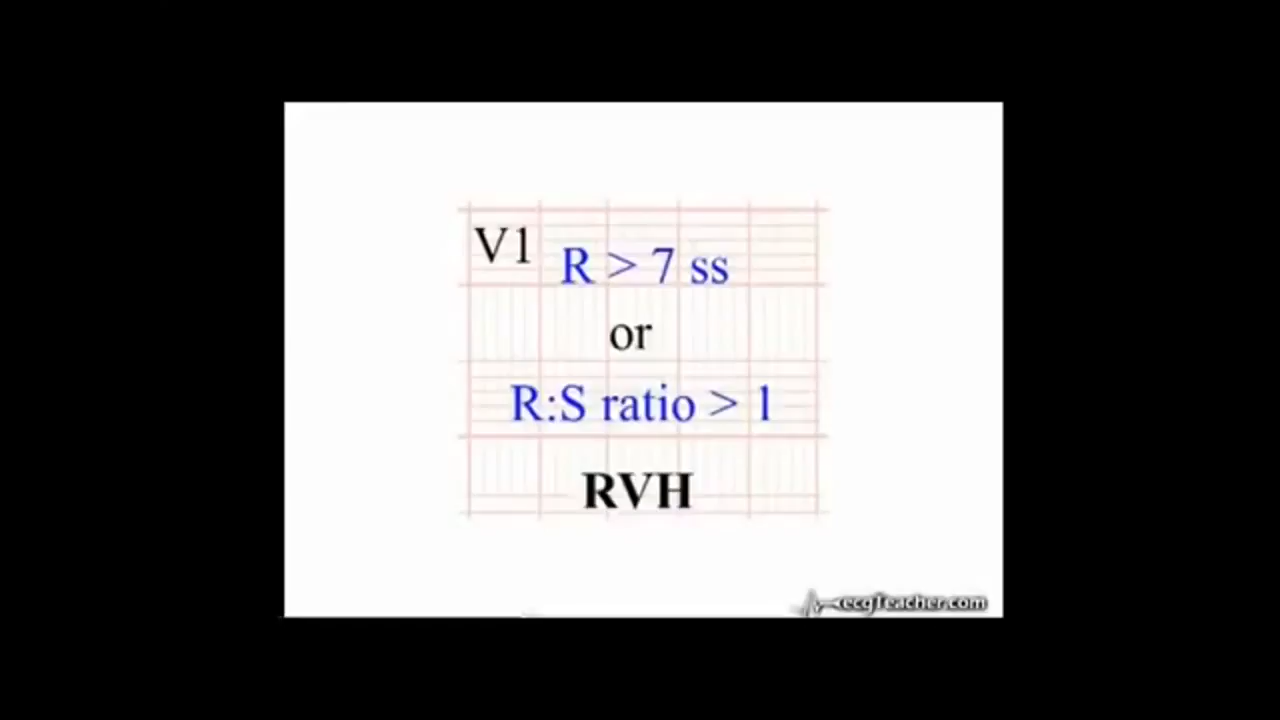 V1
R > 7 ss
or
R:S ratio > 1
RVH
ecgTeacher.com